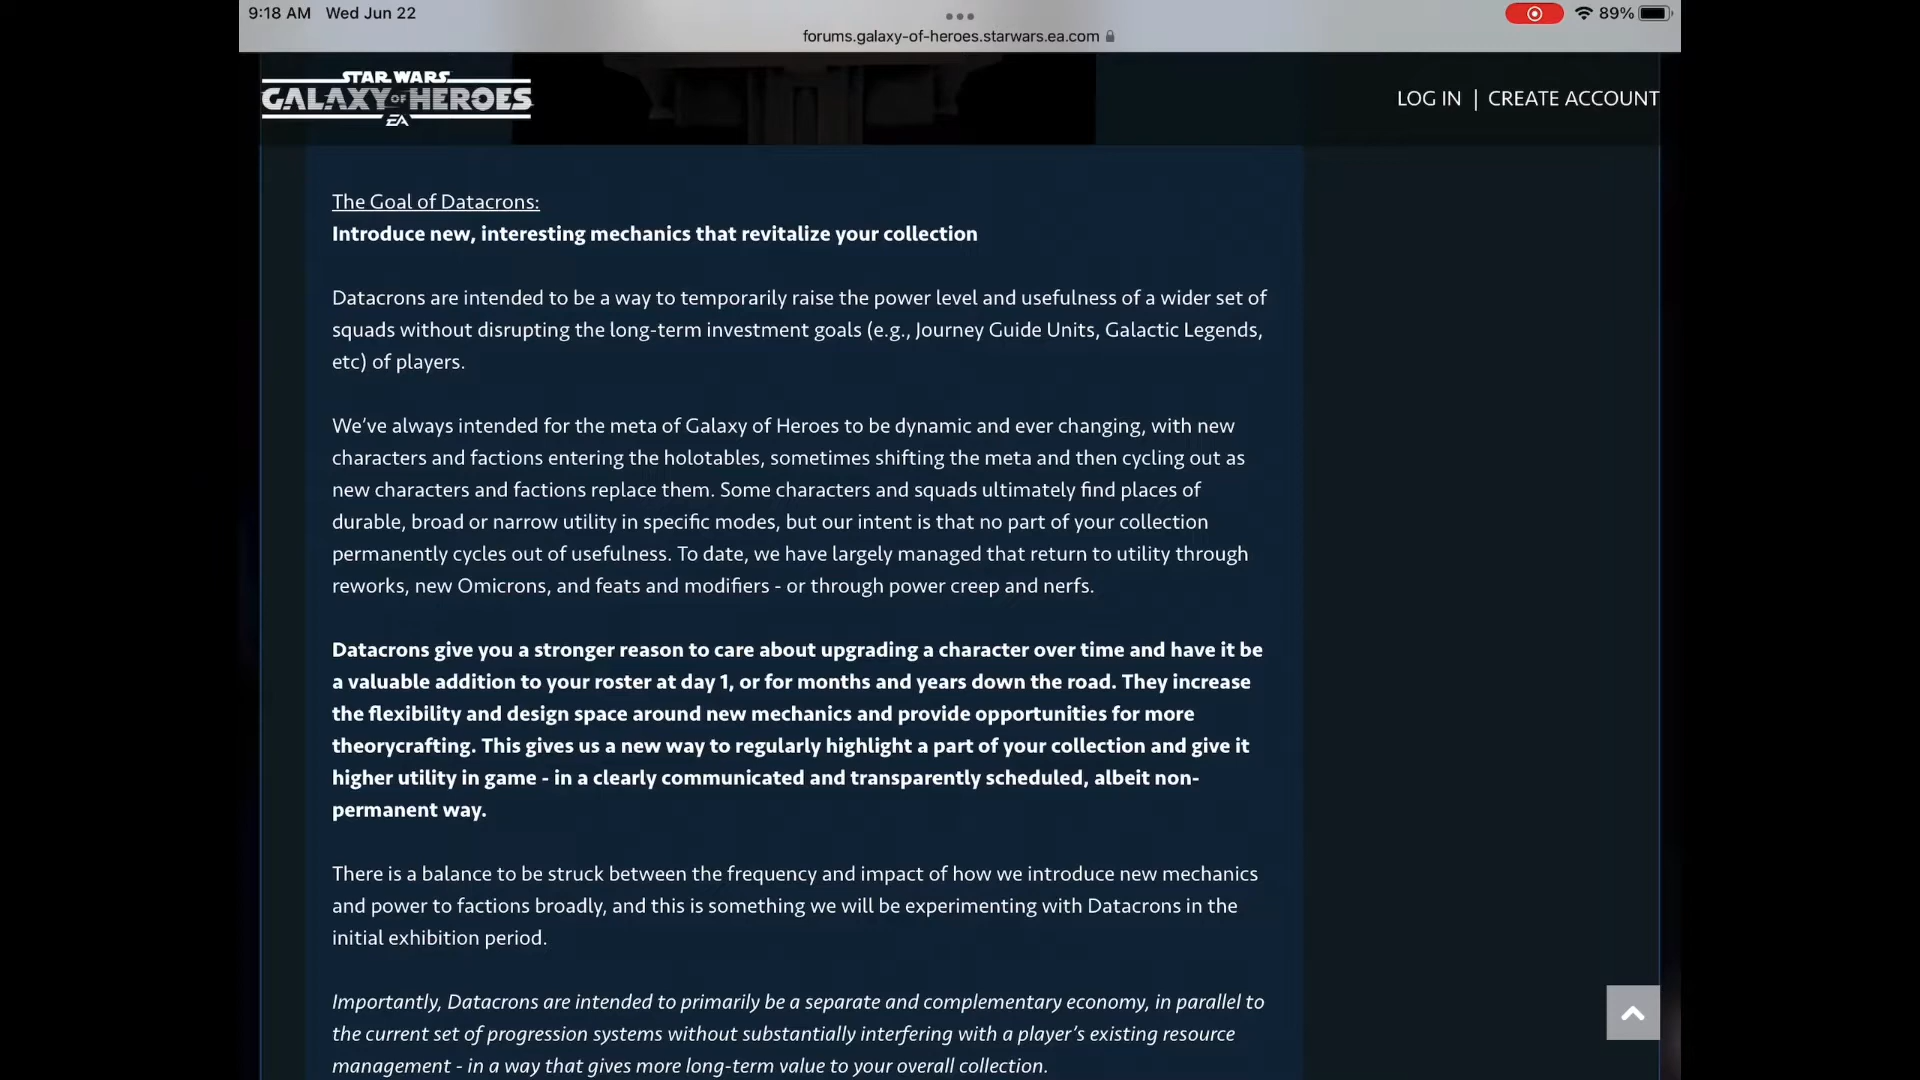 9:18 AM Wed Jun 22
89%
forums.galaxy-of-heroes.starwars.ea.com
STAR WARS
GALAXY OF HEROES
EA
LOG IN | CREATE ACCOUNT
The Goal of Datacrons:
Introduce new, interesting mechanics that revitalize your collection
Datacrons are intended to be a way to temporarily raise the power level and usefulness of a wider set of
squads without disrupting the long-term investment goals (e.g., Journey Guide Units, Galactic Legends,
etc) of players.
We’ve always intended for the meta of Galaxy of Heroes to be dynamic and ever changing, with new
characters and factions entering the holotables, sometimes shifting the meta and then cycling out as
new characters and factions replace them. Some characters and squads ultimately find places of
durable, broad or narrow utility in specific modes, but our intent is that no part of your collection
permanently cycles out of usefulness. To date, we have largely managed that return to utility through
reworks, new Omicrons, and feats and modifiers - or through power creep and nerfs.
Datacrons give you a stronger reason to care about upgrading a character over time and have it be
a valuable addition to your roster at day 1, or for months and years down the road. They increase
the flexibility and design space around new mechanics and provide opportunities for more
theorycrafting. This gives us a new way to regularly highlight a part of your collection and give it
higher utility in game - in a clearly communicated and transparently scheduled, albeit non-
permanent way.
There is a balance to be struck between the frequency and impact of how we introduce new mechanics
and power to factions broadly, and this is something we will be experimenting with Datacrons in the
initial exhibition period.
Importantly, Datacrons are intended to primarily be a separate and complementary economy, in parallel to
the current set of progression systems without substantially interfering with a player’s existing resource
management - in a way that gives more long-term value to your overall collection.